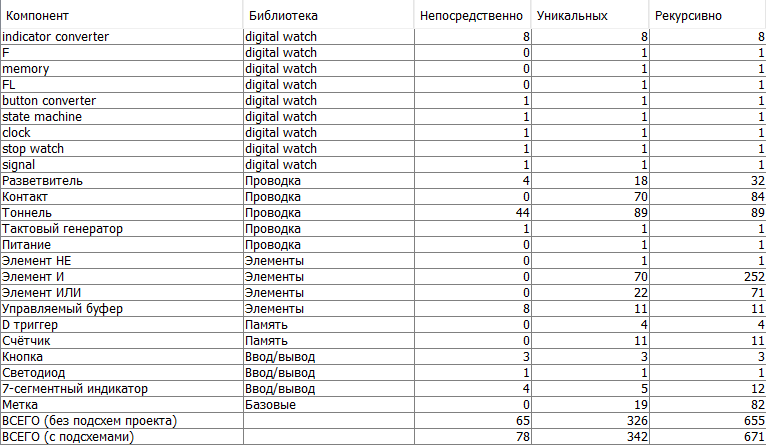 Компонент Библиотека Непосредственно Уникальных Рекурсивно
indicator converter digital watch 8 8 8
F digital watch 0 1 1
memory digital watch 0 1 1
FL digital watch 0 1 1
button converter digital watch 1 1 1
state machine digital watch 1 1 1
clock digital watch 1 1 1
stop watch digital watch 1 1 1
signal digital watch 1 1 1
Разветвитель Проводка 4 18 32
Контакт Проводка 0 70 84
Тоннель Проводка 44 89 89
Тактовый генератор Проводка 1 1 1
Питание Проводка 0 1 1
Элемент НЕ Элементы 0 1 1
Элемент И Элементы 0 70 252
Элемент ИЛИ Элементы 0 22 71
Управляемый буфер Элементы 8 11 11
D триггер Память 0 4 4
Счётчик Память 0 11 11
Кнопка Ввод/вывод 3 3 3
Светодиод Ввод/вывод 1 1 1
7-сегментный индикатор Ввод/вывод 4 5 12
Метка Базовые 0 19 82
ВСЕГО (без подсхем проекта) 65 326 655
ВСЕГО (с подсхемами) 78 342 671